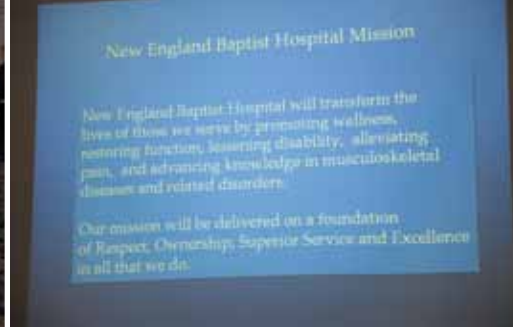 New England Baptist Hospital Mission
New England Baptist Hospital will transform the
lives of those we serve by promoting wellness,
restoring function, lessening disability, alleviating
pain, and advancing knowledge in musculoskeletal
diseases and related disorders.
Our mission will be delivered on a foundation
of Respect, Ownership, Superior Service and Excellence
in all that we do.